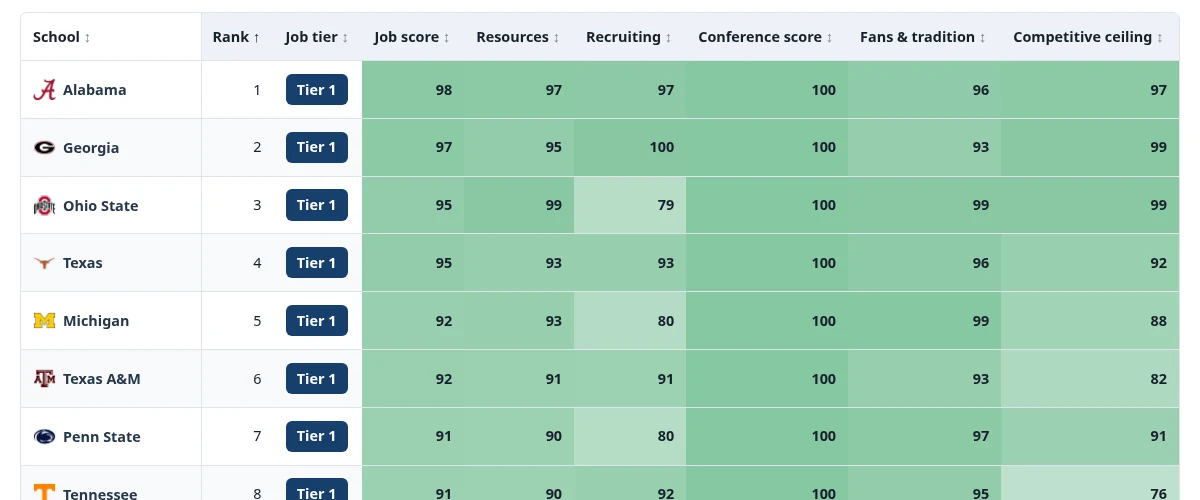 School ↕ Rank ↑ Job tier ↕ Job score ↕ Resources ↕ Recruiting ↕ Conference score ↕ Fans & tradition ↕ Competitive ceiling ↕
Alabama 1 Tier 1 98 97 97 100 96 97
Georgia 2 Tier 1 97 95 100 100 93 99
Ohio State 3 Tier 1 95 99 79 100 99 99
Texas 4 Tier 1 95 93 93 100 96 92
Michigan 5 Tier 1 92 93 80 100 99 88
Texas A&M 6 Tier 1 92 91 91 100 93 82
Penn State 7 Tier 1 91 90 80 100 97 91
Tennessee 8 Tier 1 91 90 92 100 95 76